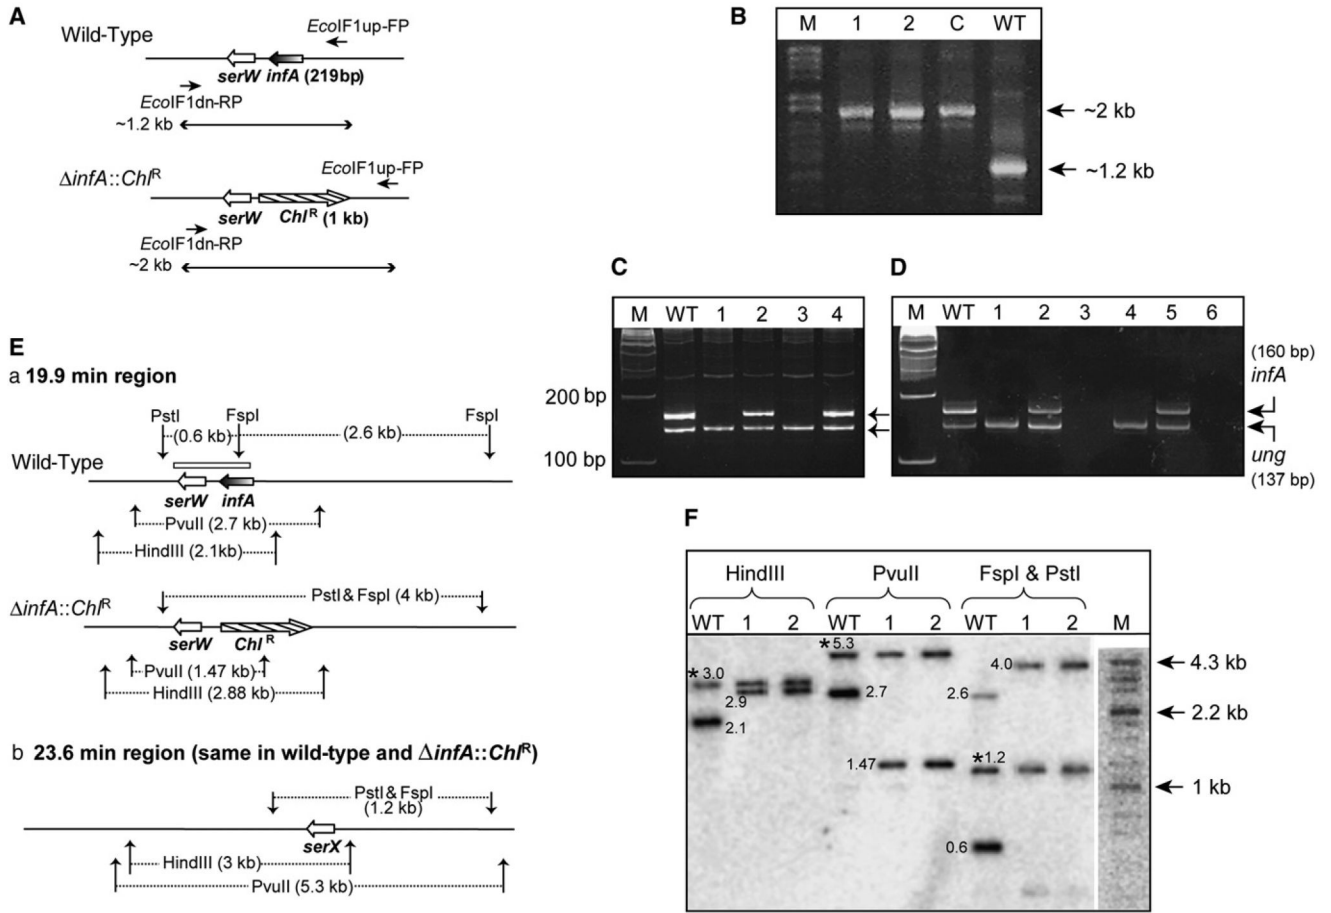 A
Wild-Type
EcoIF1up-FP
serW infA (219bp)
EcoIF1dn-RP
~1.2 kb
ΔinfA::Chlᴿ
EcoIF1up-FP
serW Chlᴿ (1 kb)
EcoIF1dn-RP
~2 kb
B
M 1 2 C WT
~2 kb
~1.2 kb
C
M WT 1 2 3 4
200 bp
100 bp
D
M WT 1 2 3 4 5 6
(160 bp)
infA
ung
(137 bp)
E
a 19.9 min region
PstI FspI FspI
(0.6 kb) (2.6 kb)
Wild-Type
serW infA
PvuII (2.7 kb)
HindIII (2.1kb)
PstI & FspI (4 kb)
ΔinfA::Chlᴿ
serW Chlᴿ
PvuII (1.47 kb)
HindIII (2.88 kb)
b 23.6 min region (same in wild-type and ΔinfA::Chlᴿ)
PstI & FspI
(1.2 kb)
serX
HindIII (3 kb)
PvuII (5.3 kb)
F
HindIII PvuII FspI & PstI
WT 1 2 WT 1 2 WT 1 2 M
*3.0
2.9
2.1
*5.3
2.7
1.47
4.0
2.6
*1.2
0.6
4.3 kb
2.2 kb
1 kb